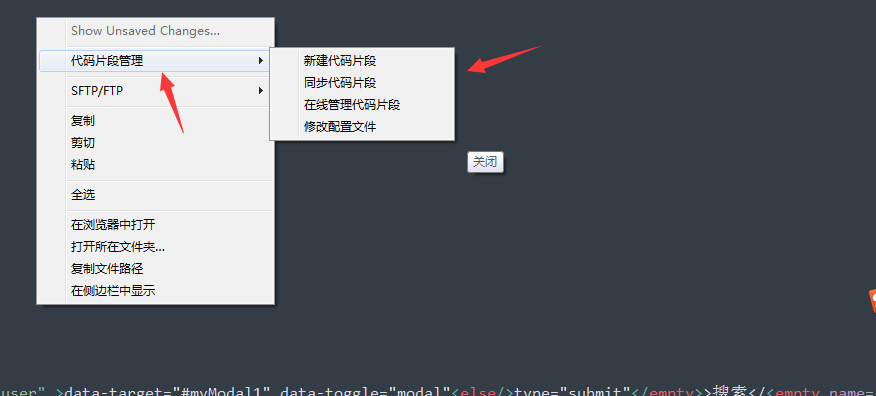 Show Unsaved Changes...
代码片段管理
新建代码片段
同步代码片段
在线管理代码片段
修改配置文件
SFTP/FTP
复制
剪切
粘贴
关闭
全选
在浏览器中打开
打开所在文件夹...
复制文件路径
在侧边栏中显示
user" >data-target="#myModal1" data-toggle="modal"<else/>type="submit"</empty>>搜索</<empty name=